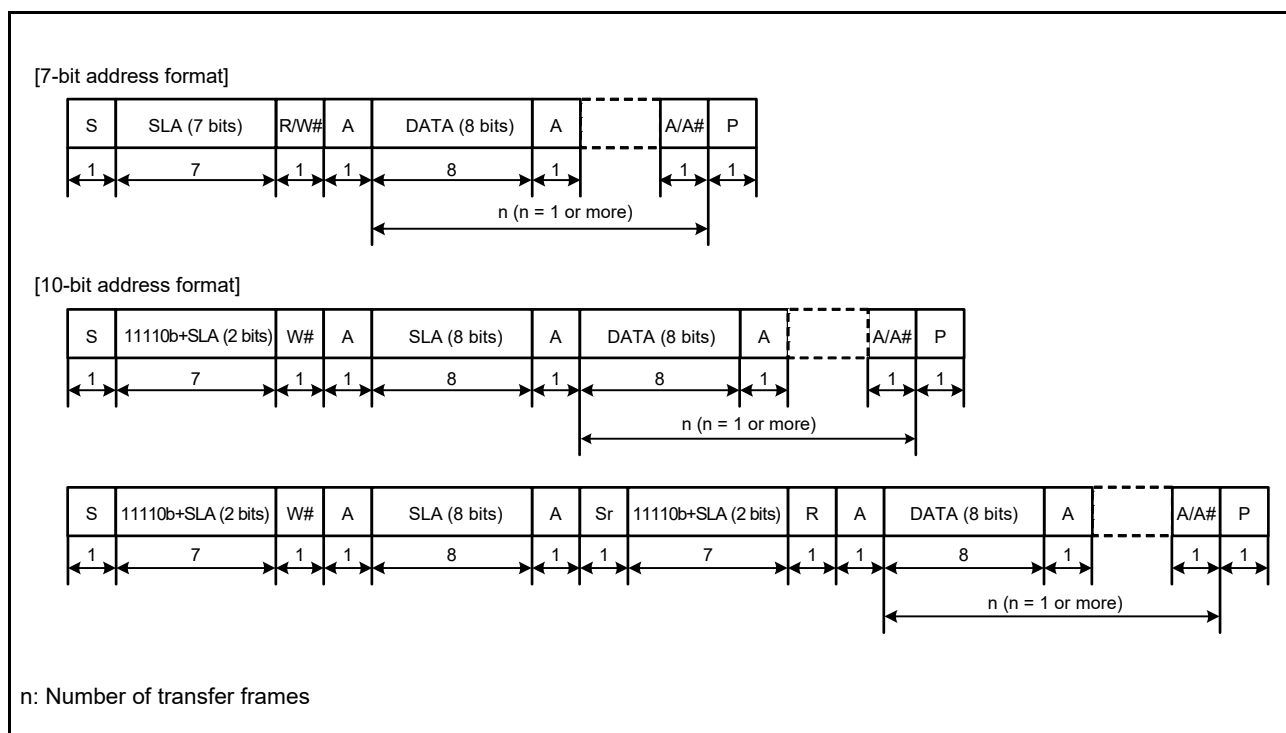 [7-bit address format]
S SLA (7 bits) R/W# A DATA (8 bits) A A/A# P
1 7 1 1 8 1 1 1
n (n = 1 or more)
[10-bit address format]
S 11110b+SLA (2 bits) W# A SLA (8 bits) A DATA (8 bits) A A/A# P
1 7 1 1 8 1 8 1 1 1
n (n = 1 or more)
S 11110b+SLA (2 bits) W# A SLA (8 bits) A Sr 11110b+SLA (2 bits) R A DATA (8 bits) A A/A# P
1 7 1 1 8 1 1 7 1 1 8 1 1 1
n (n = 1 or more)
n: Number of transfer frames